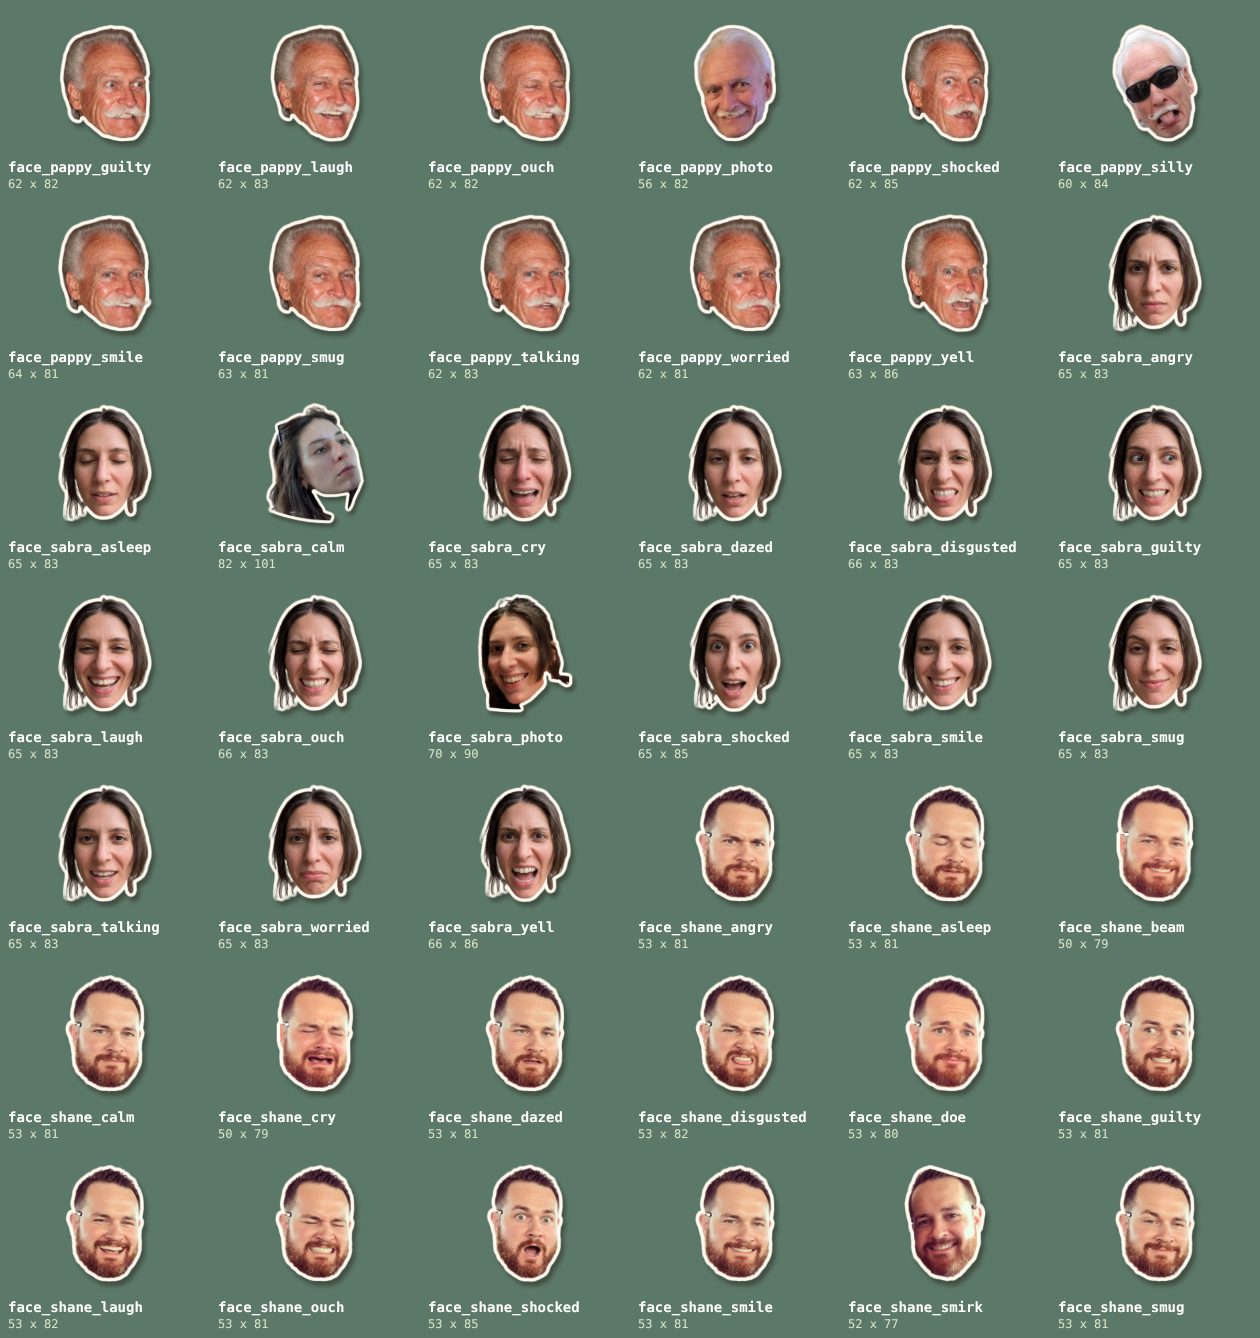 face_pappy_guilty
62 x 82
face_pappy_laugh
62 x 83
face_pappy_ouch
62 x 82
face_pappy_photo
56 x 82
face_pappy_shocked
62 x 85
face_pappy_silly
60 x 84
face_pappy_smile
64 x 81
face_pappy_smug
63 x 81
face_pappy_talking
62 x 83
face_pappy_worried
62 x 81
face_pappy_yell
63 x 86
face_sabra_angry
65 x 83
face_sabra_asleep
65 x 83
face_sabra_calm
82 x 101
face_sabra_cry
65 x 83
face_sabra_dazed
65 x 83
face_sabra_disgusted
66 x 83
face_sabra_guilty
65 x 83
face_sabra_laugh
65 x 83
face_sabra_ouch
66 x 83
face_sabra_photo
70 x 90
face_sabra_shocked
65 x 85
face_sabra_smile
65 x 83
face_sabra_smug
65 x 83
face_sabra_talking
65 x 83
face_sabra_worried
65 x 83
face_sabra_yell
66 x 86
face_shane_angry
53 x 81
face_shane_asleep
53 x 81
face_shane_beam
50 x 79
face_shane_calm
53 x 81
face_shane_cry
50 x 79
face_shane_dazed
53 x 81
face_shane_disgusted
53 x 82
face_shane_doe
53 x 80
face_shane_guilty
53 x 81
face_shane_laugh
53 x 82
face_shane_ouch
53 x 81
face_shane_shocked
53 x 85
face_shane_smile
53 x 81
face_shane_smirk
52 x 77
face_shane_smug
53 x 81